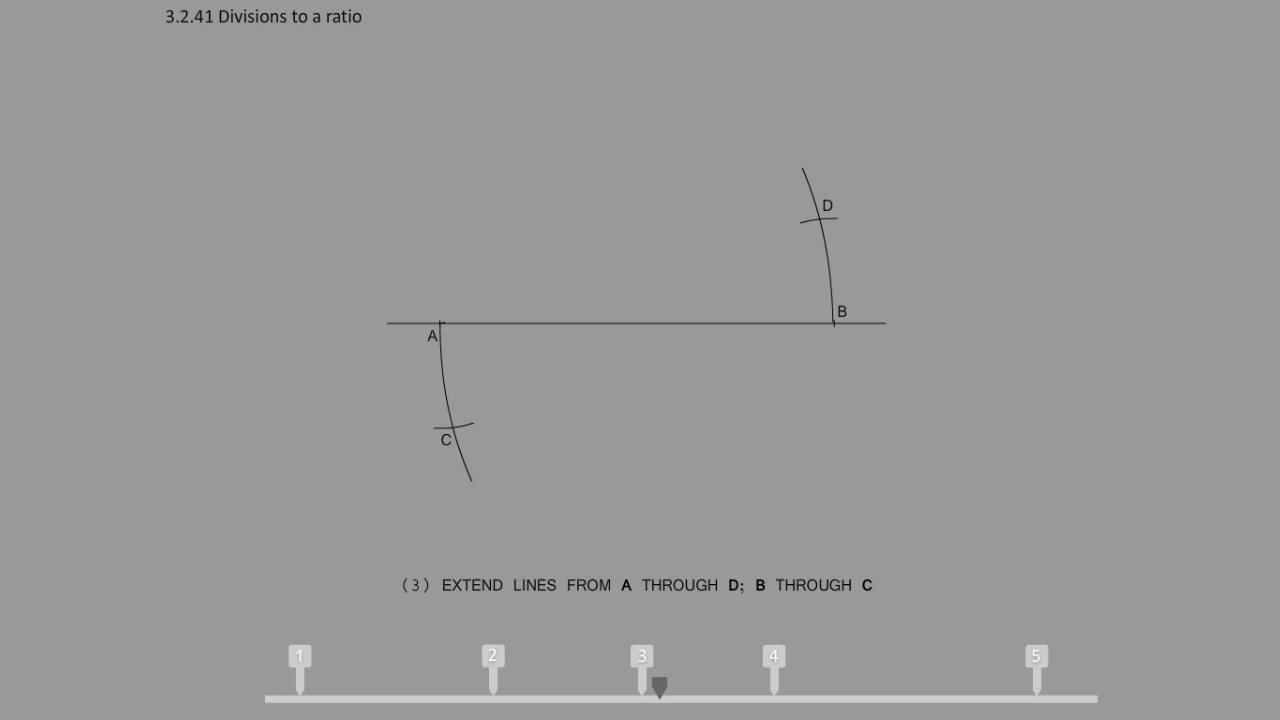 3.2.41 Divisions to a ratio
D
B
A
C
(3) EXTEND LINES FROM A THROUGH D; B THROUGH C
1 2 3 4 5